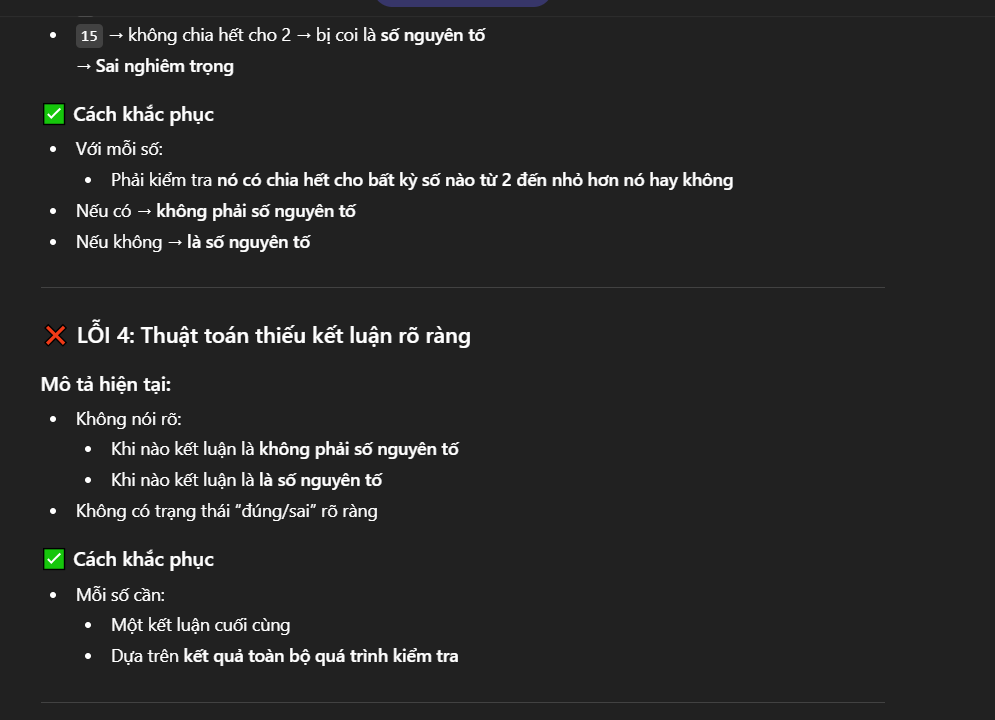 15 → không chia hết cho 2 → bị coi là số nguyên tố
→ Sai nghiêm trọng
Cách khắc phục
Với mỗi số:
Phải kiểm tra nó có chia hết cho bất kỳ số nào từ 2 đến nhỏ hơn nó hay không
Nếu có → không phải số nguyên tố
Nếu không → là số nguyên tố
LỖI 4: Thuật toán thiếu kết luận rõ ràng
Mô tả hiện tại:
Không nói rõ:
Khi nào kết luận là không phải số nguyên tố
Khi nào kết luận là là số nguyên tố
Không có trạng thái “đúng/sai” rõ ràng
Cách khắc phục
Mỗi số cần:
Một kết luận cuối cùng
Dựa trên kết quả toàn bộ quá trình kiểm tra